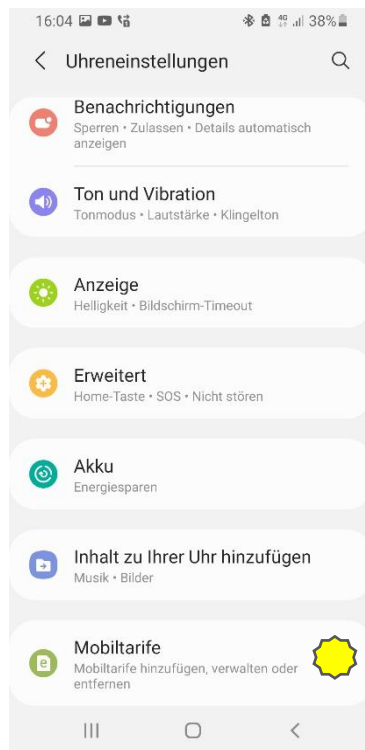 16:04 38%
Uhreneinstellungen
Benachrichtigungen
Sperren • Zulassen • Details automatisch
anzeigen
Ton und Vibration
Tonmodus • Lautstärke • Klingelton
Anzeige
Helligkeit • Bildschirm-Timeout
Erweitert
Home-Taste • SOS • Nicht stören
Akku
Energiesparen
Inhalt zu Ihrer Uhr hinzufügen
Musik • Bilder
e
Mobiltarife
Mobiltarife hinzufügen, verwalten oder
entfernen